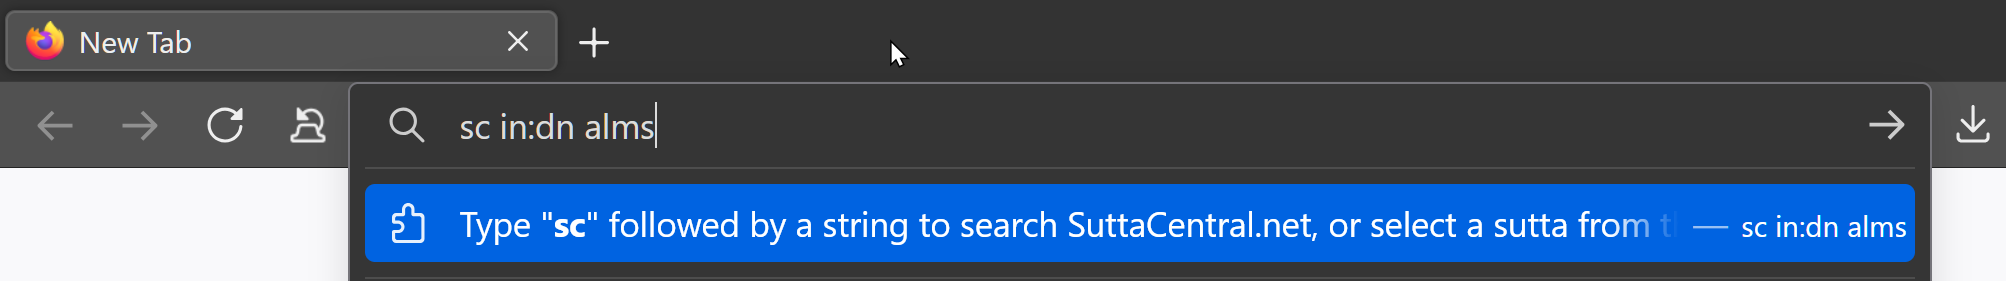 New Tab
sc in:dn alms
Type "sc" followed by a string to search SuttaCentral.net, or select a sutta from — sc in:dn alms